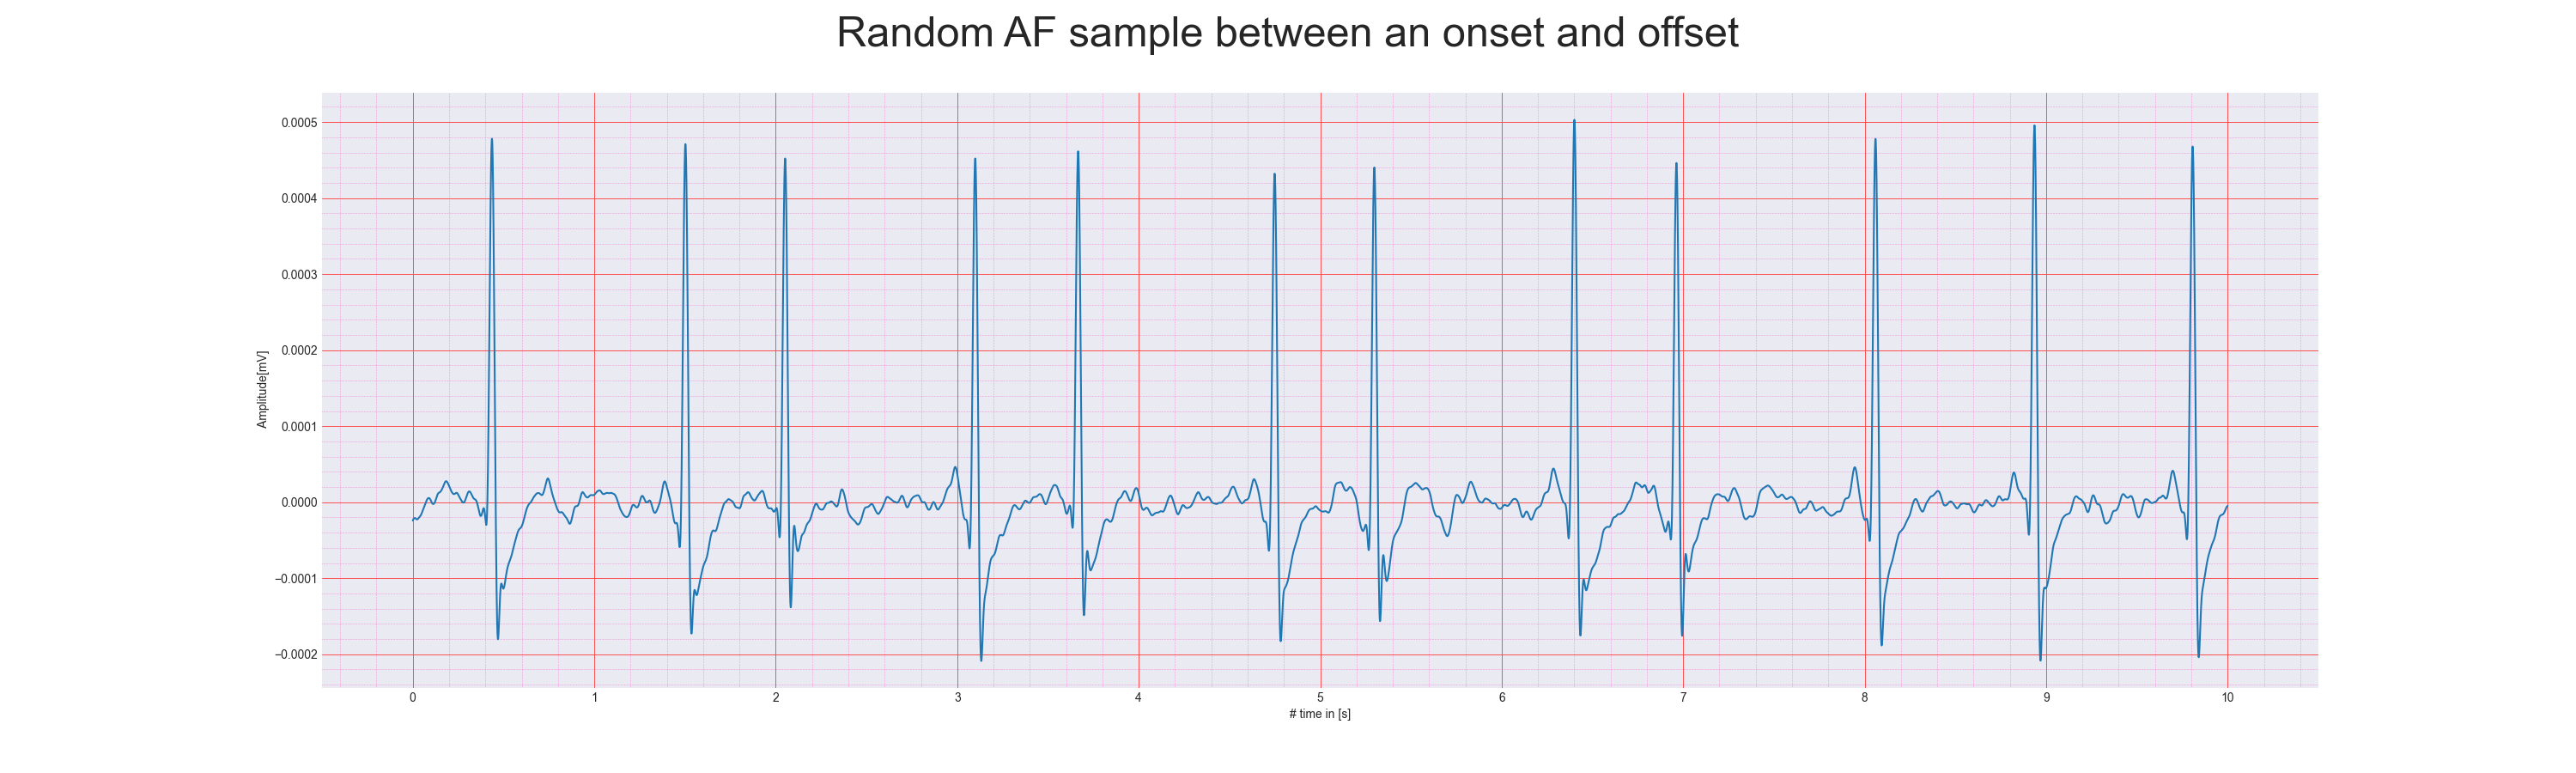 Random AF sample between an onset and offset
0.0005
0.0004
0.0003
0.0002
0.0001
0.0000
−0.0001
−0.0002
Amplitude[mV]
0 1 2 3 4 5 6 7 8 9 10
# time in [s]